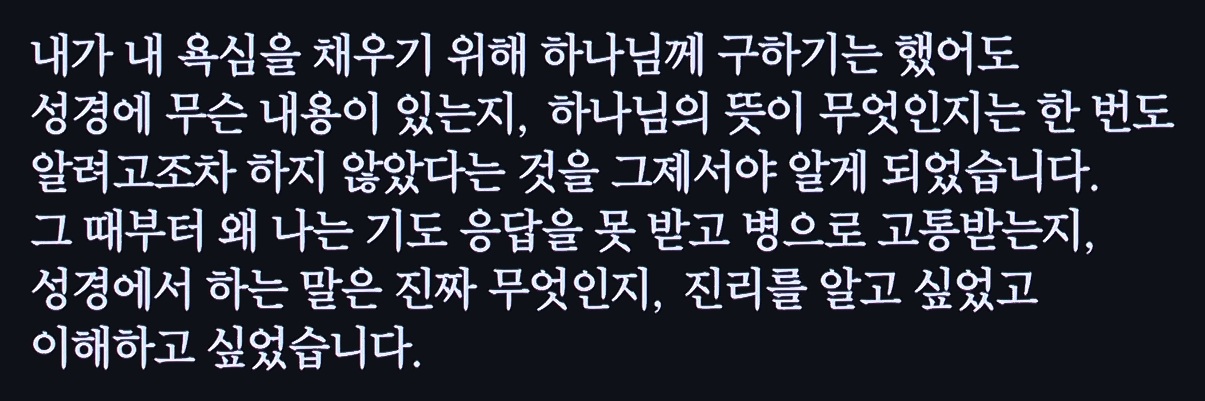 내가 내 욕심을 채우기 위해 하나님께 구하기는 했어도
성경에 무슨 내용이 있는지, 하나님의 뜻이 무엇인지는 한 번도
알려고조차 하지 않았다는 것을 그제서야 알게 되었습니다.
그 때부터 왜 나는 기도 응답을 못 받고 병으로 고통받는지,
성경에서 하는 말은 진짜 무엇인지, 진리를 알고 싶었고
이해하고 싶었습니다.